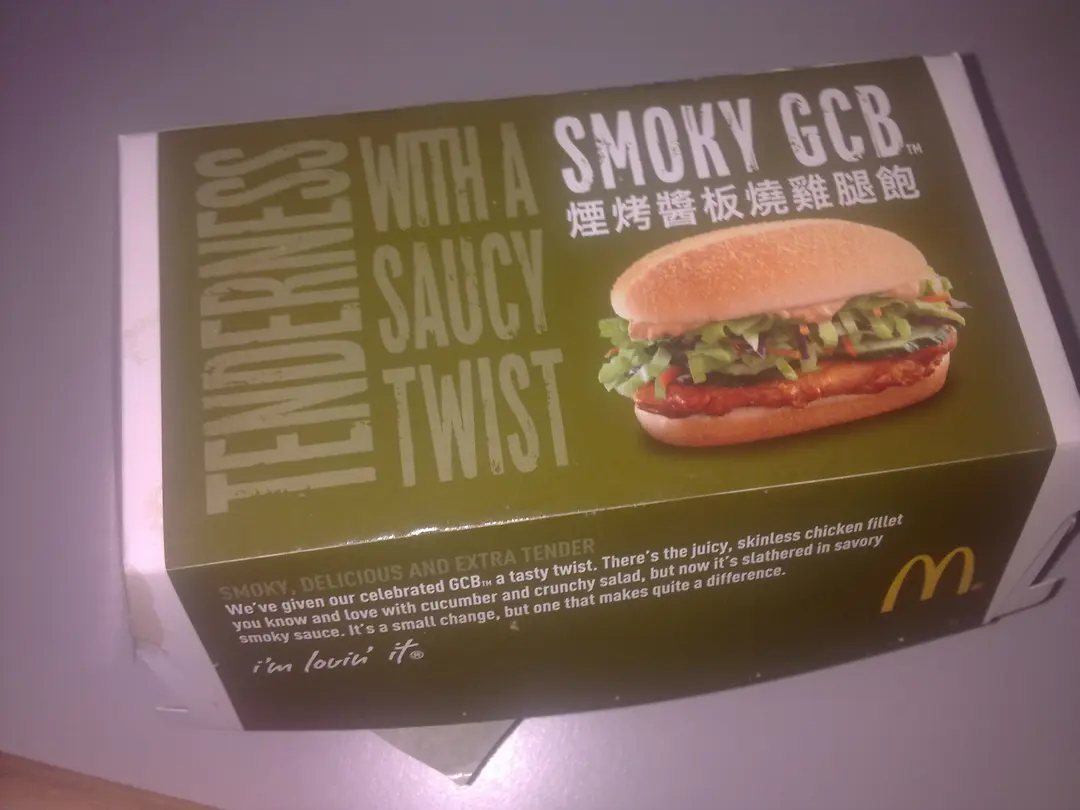 TENDERNESS
WITH A
SAUCY
TWIST
SMOKY GCB™
煙烤醬板燒雞腿飽
SMOKY, DELICIOUS AND EXTRA TENDER
We've given our celebrated GCB™ a tasty twist. There's the juicy, skinless chicken fillet
you know and love with cucumber and crunchy salad, but now it's slathered in savory
smoky sauce. It's a small change, but one that makes quite a difference.
i'm lovin' it®